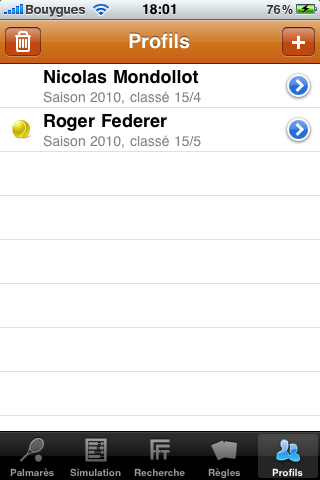 Bouygues 18:01 76%
Profils
Nicolas Mondollot
Saison 2010, classé 15/4
Roger Federer
Saison 2010, classé 15/5
Palmarès Simulation Recherche Règles Profils